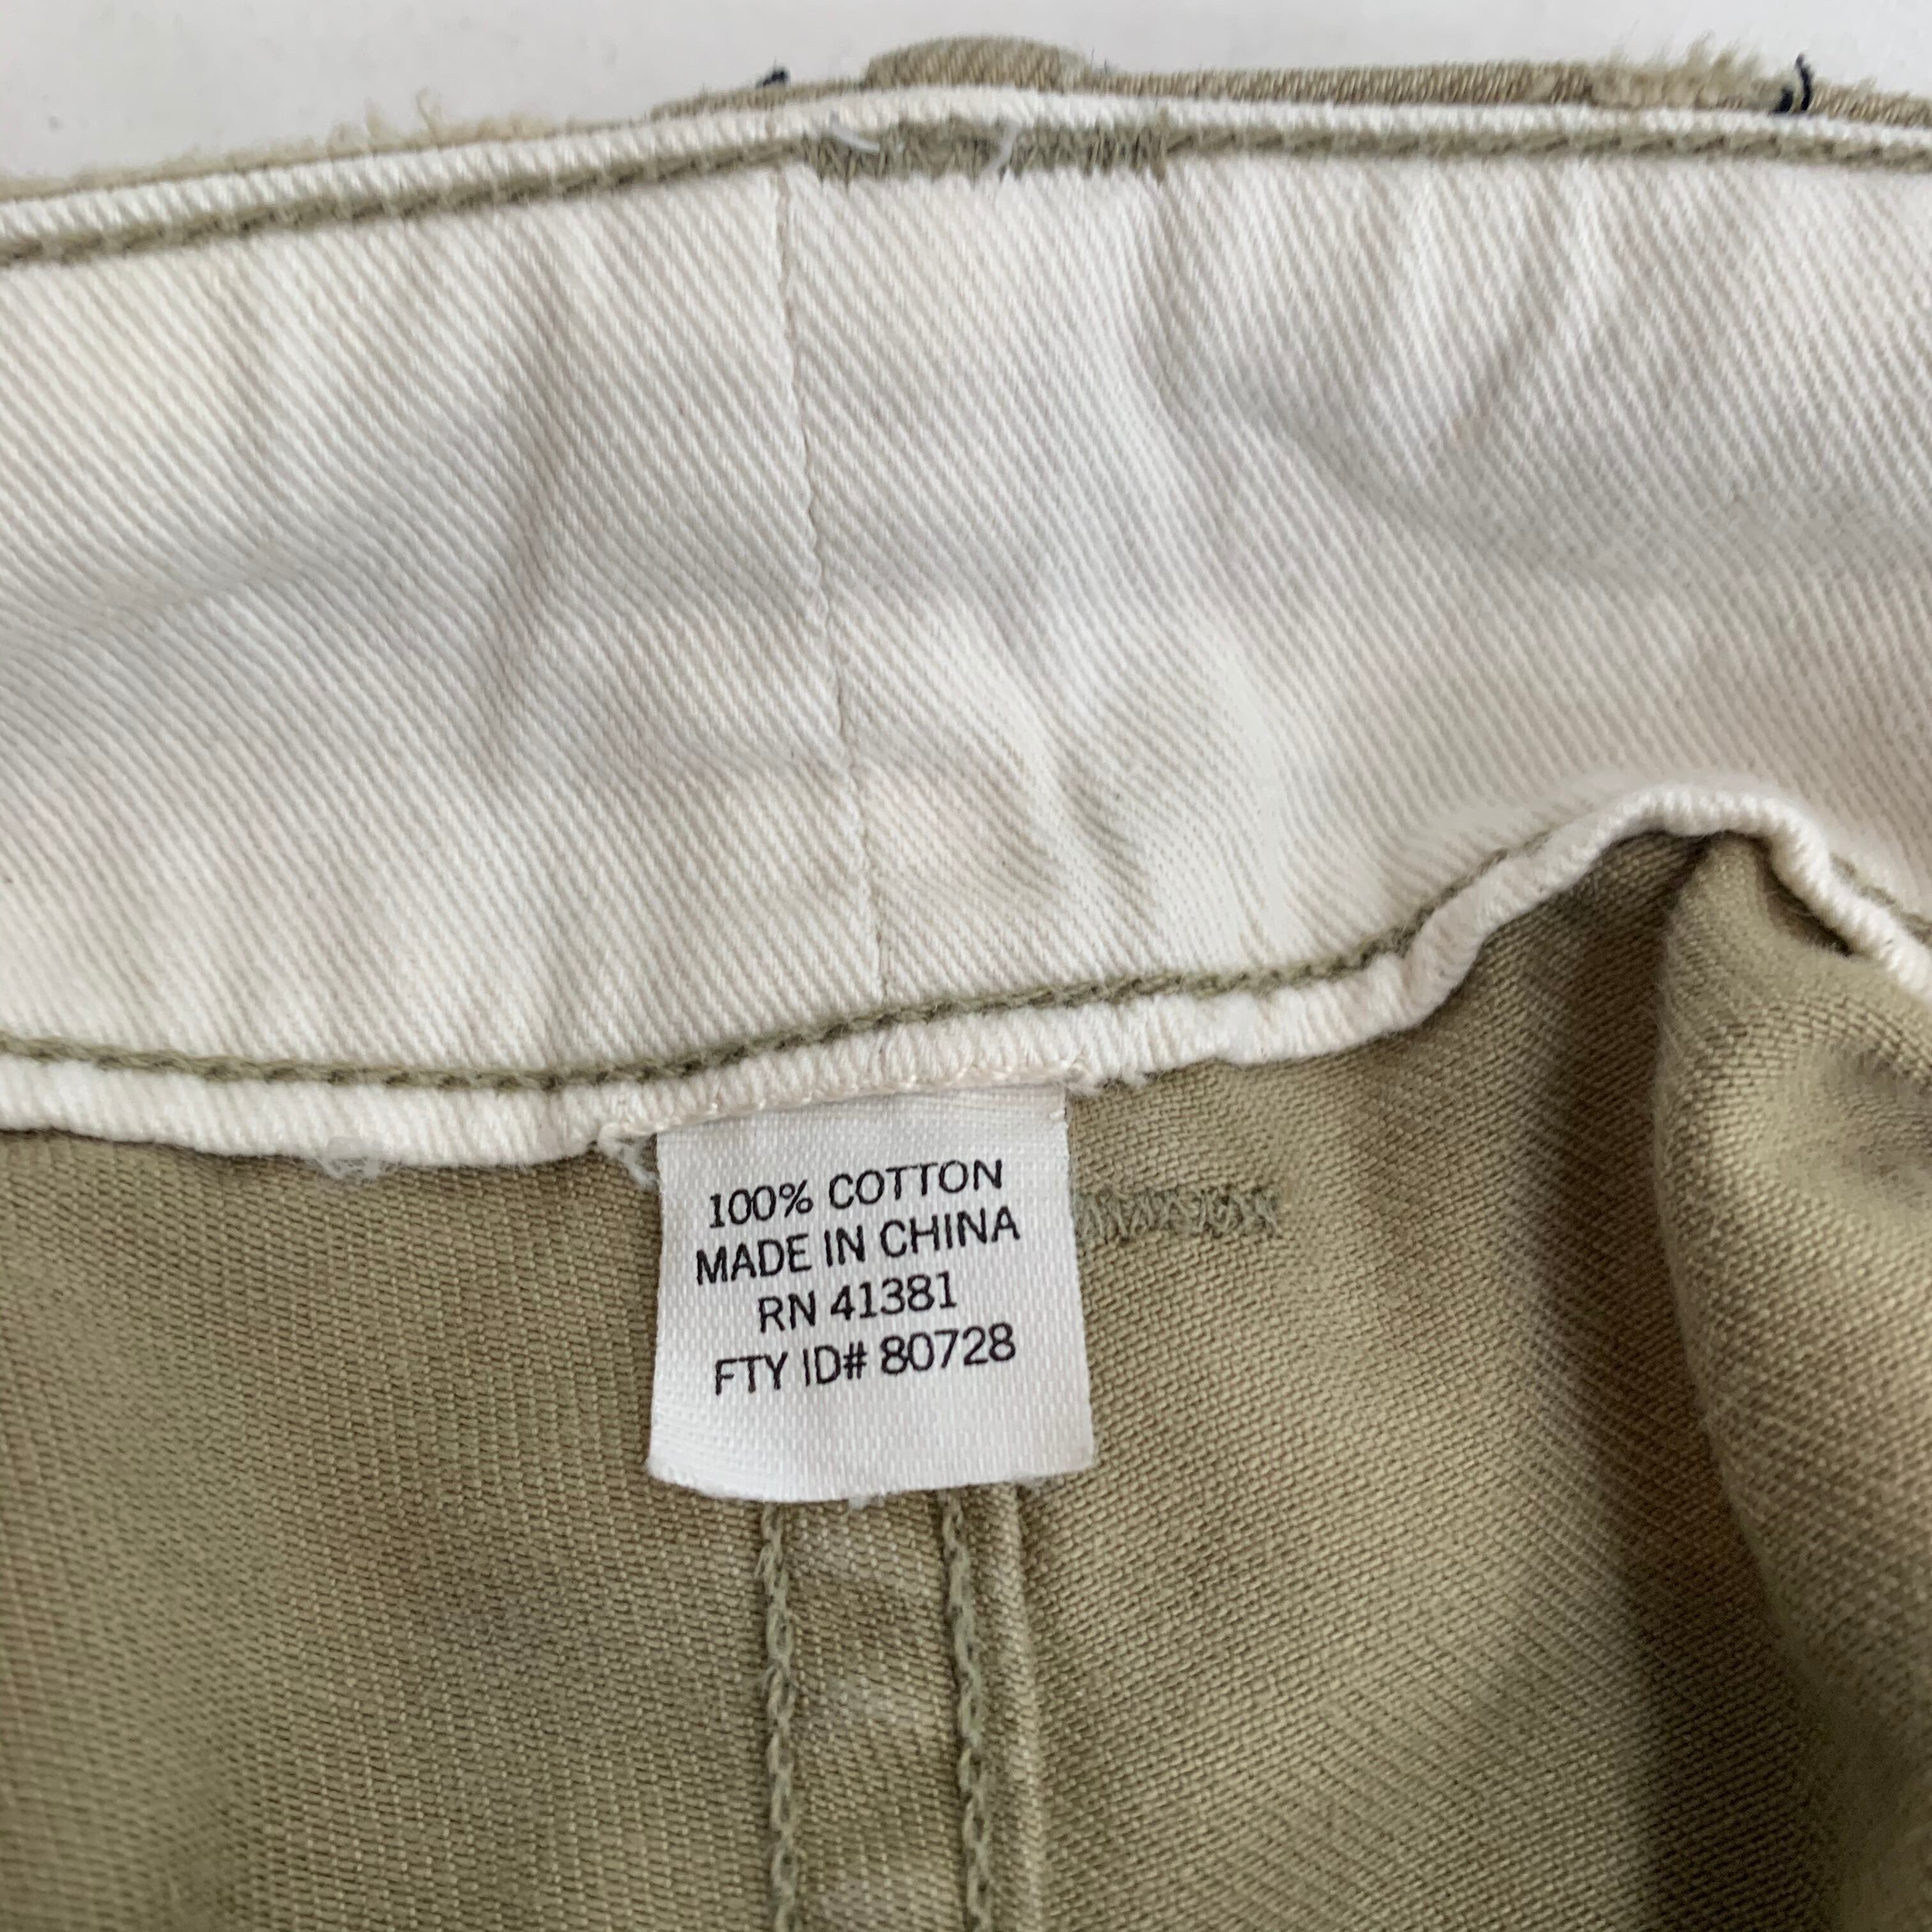 100% COTTON
MADE IN CHINA
RN 41381
FTY ID# 80728